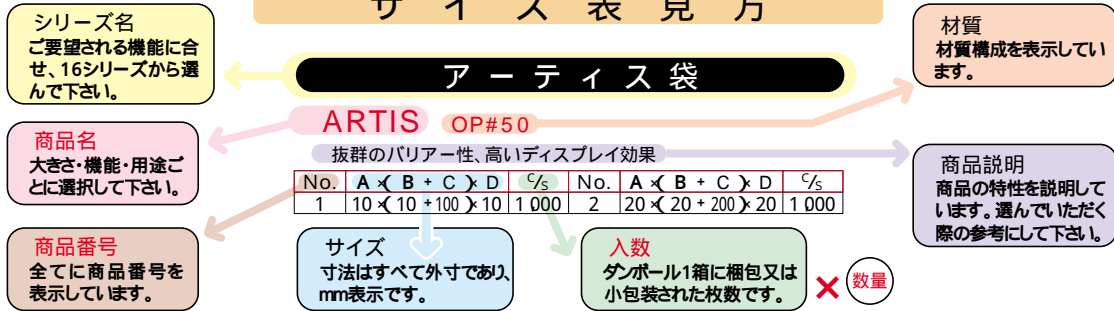 サイズ表見方
シリーズ名
ご要望される機能に合
せ、16シリーズから選
んで下さい。
材質
材質構成を表示してい
ます。
アーティス袋
ARTIS OP#50
抜群のバリアー性、高いディスプレイ効果
商品名
大きさ・機能・用途ご
とに選択して下さい。
商品説明
商品の特性を説明して
います。選んでいただく
際の参考にして下さい。
No. A×(B+C)×D C/S No. A×(B+C)×D C/S
1 10×(10+100)×10 1,000 2 20×(20+200)×20 1,000
商品番号
全てに商品番号を
表示しています。
サイズ
寸法はすべて外寸であり、
mm表示です。
入数
ダンボール1箱に梱包又は
小包装された枚数です。
×数量